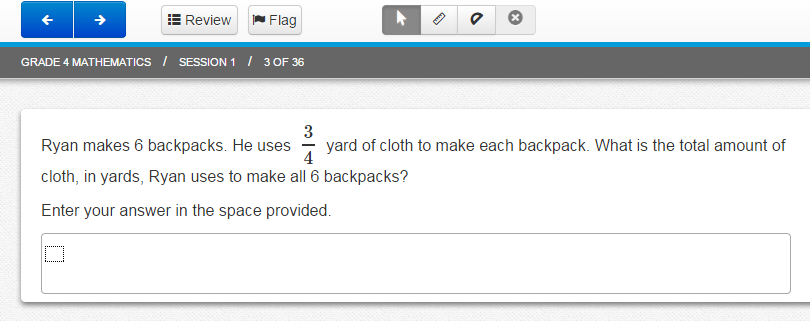 Review Flag
GRADE 4 MATHEMATICS / SESSION 1 / 3 OF 36
Ryan makes 6 backpacks. He uses 3/4 yard of cloth to make each backpack. What is the total amount of
cloth, in yards, Ryan uses to make all 6 backpacks?
Enter your answer in the space provided.